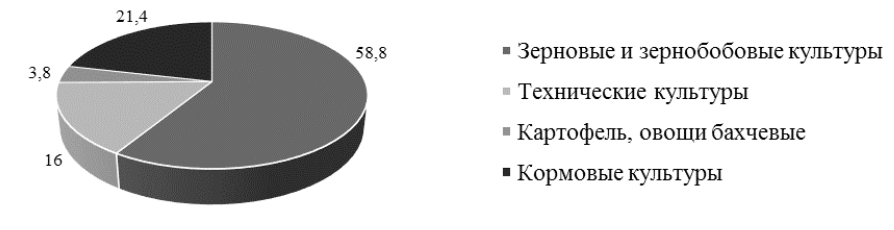 21,4
58,8
3,8
16
Зерновые и зернобобовые культуры
Технические культуры
Картофель, овощи бахчевые
Кормовые культуры